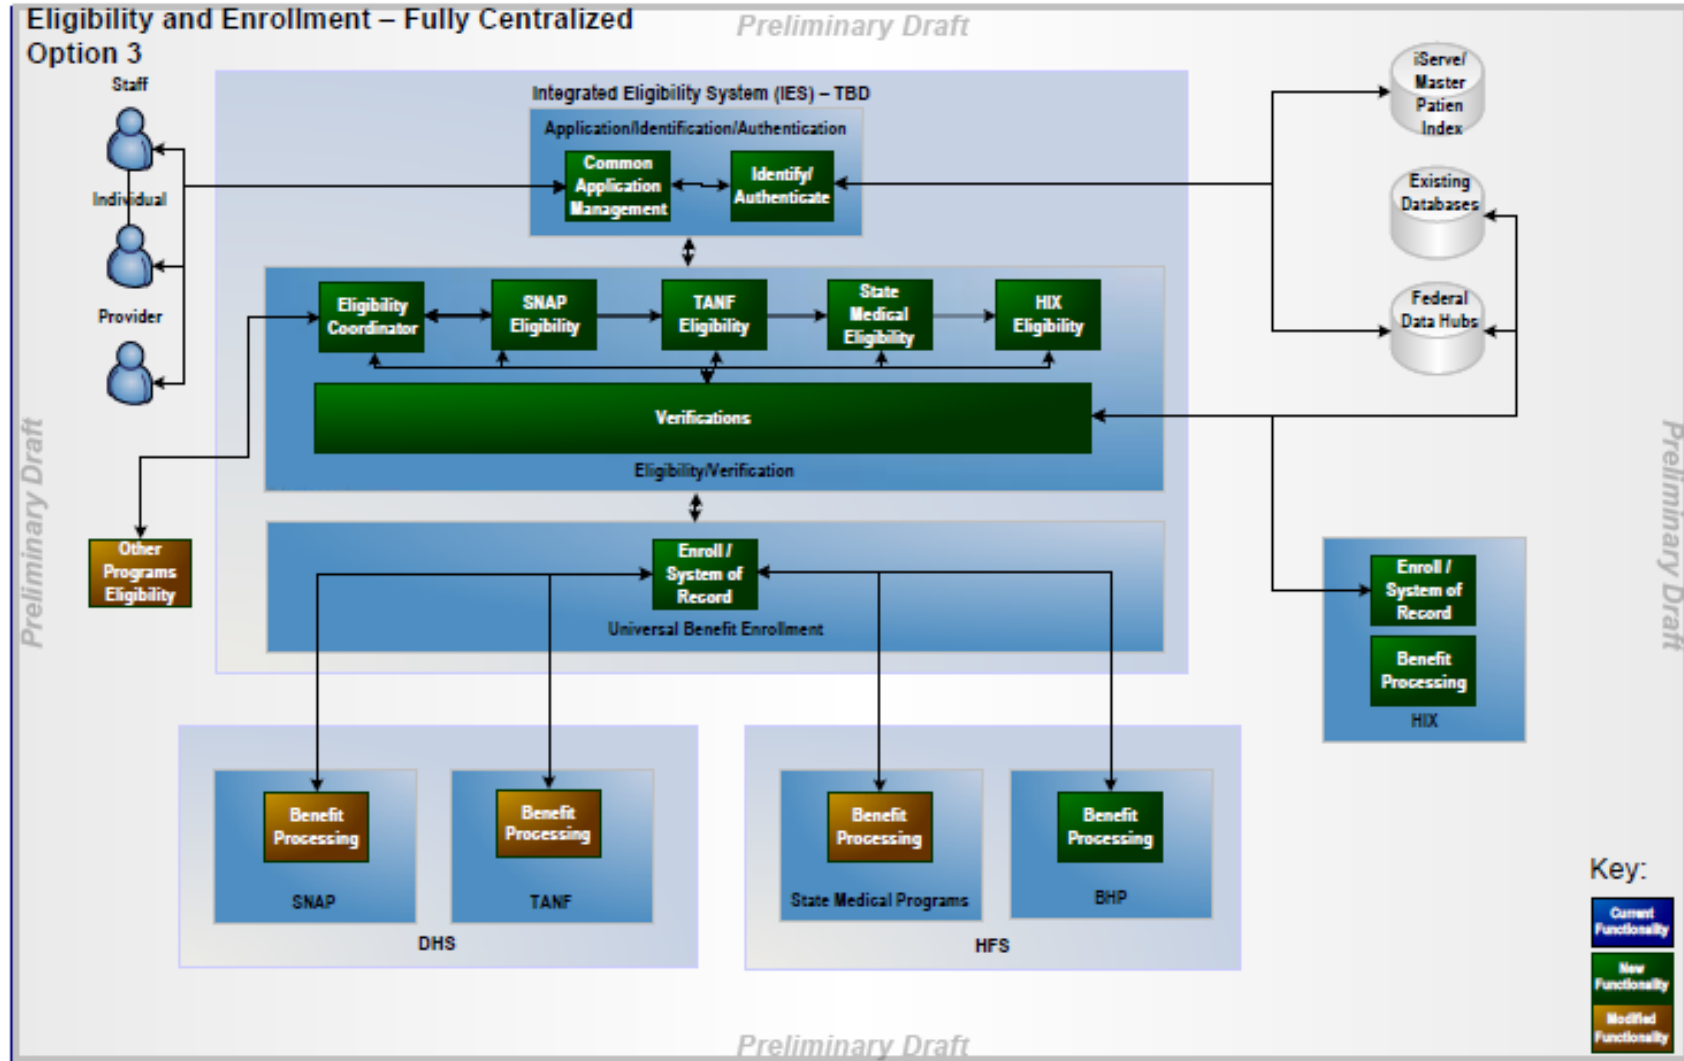 Eligibility and Enrollment – Fully Centralized
Option 3
Preliminary Draft
Staff
Individual
Provider
Integrated Eligibility System (IES) – TBD
Application/Identification/Authentication
Common
Application
Management
Identify/
Authenticate
iServe/
Master
Patien
Index
Existing
Databases
Federal
Data Hubs
Eligibility
Coordinator
SNAP
Eligibility
TANF
Eligibility
State
Medical
Eligibility
HIX
Eligibility
Verifications
Eligibility/Verification
Preliminary Draft
Preliminary Draft
Other
Programs
Eligibility
Enroll /
System of
Record
Universal Benefit Enrollment
Enroll /
System of
Record
Benefit
Processing
HIX
Benefit
Processing
SNAP
Benefit
Processing
TANF
DHS
Benefit
Processing
State Medical Programs
Benefit
Processing
BHP
HFS
Key:
Current
Functionality
New
Functionality
Modified
Functionality
Preliminary Draft